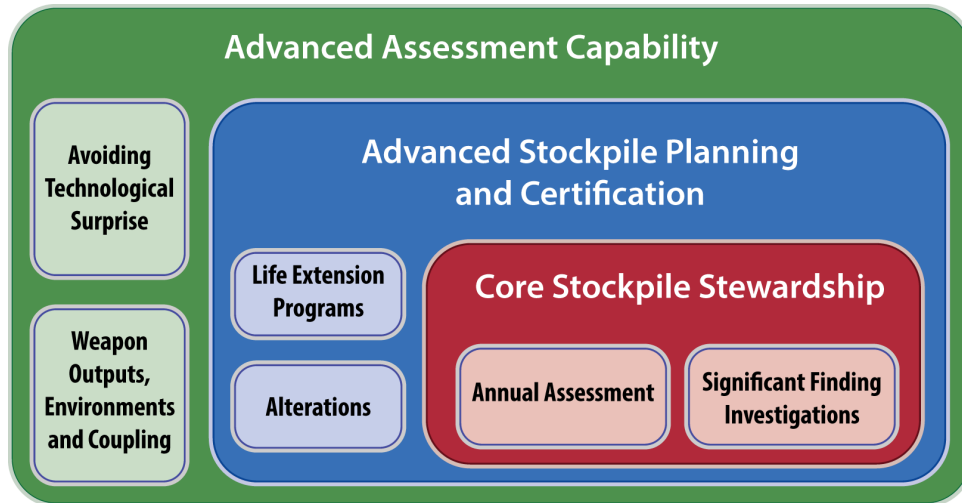 Advanced Assessment Capability
Avoiding
Technological
Surprise
Weapon
Outputs,
Environments
and Coupling
Advanced Stockpile Planning
and Certification
Life Extension
Programs
Alterations
Core Stockpile Stewardship
Annual Assessment
Significant Finding
Investigations